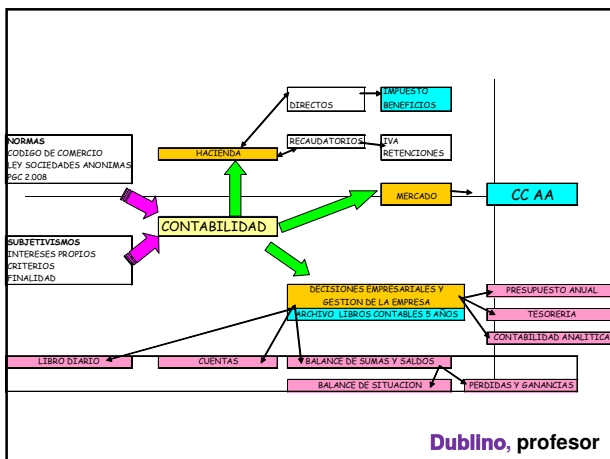 IMPUESTO
DIRECTOS BENEFICIOS
NORMAS
CODIGO DE COMERCIO
LEY SOCIEDADES ANONIMAS
PGC 2,008
RECAUDATORIOS
IVA
RETENCIONES
HACIENDA
MERCADO
CC AA
CONTABILIDAD
SUBJETIVISMOS
INTERESES PROPIOS
CRITERIOS
FINALIDAD
DECISIONES EMPRESARIALES Y
GESTION DE LA EMPRESA
ARCHIVO LIBROS CONTABLES 5 AÑOS
PRESUPUESTO ANUAL
TESORERIA
CONTABILIDAD ANALITICA
LIBRO DIARIO
CUENTAS
BALANCE DE SUMAS Y SALDOS
BALANCE DE SITUACION
PERDIDAS Y GANANCIAS
Dublino, profesor